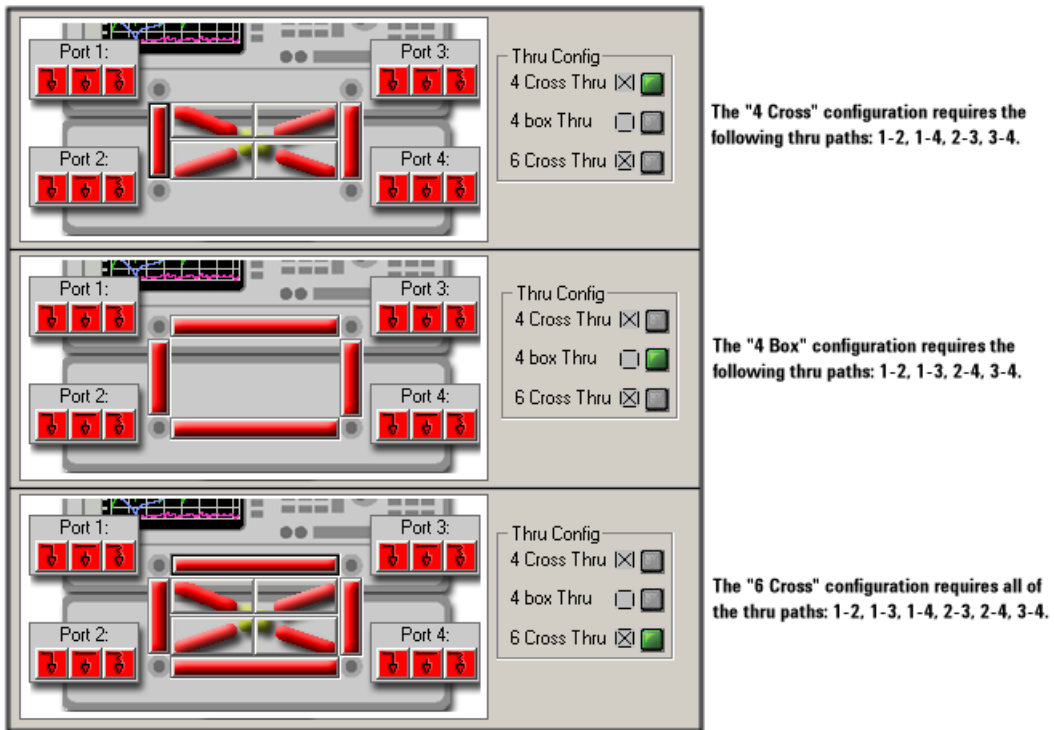 Port 1:
Port 3:
Port 2:
Port 4:
Thru Config
4 Cross Thru
4 box Thru
6 Cross Thru
The "4 Cross" configuration requires the
following thru paths: 1-2, 1-4, 2-3, 3-4.
Port 1:
Port 3:
Port 2:
Port 4:
Thru Config
4 Cross Thru
4 box Thru
6 Cross Thru
The "4 Box" configuration requires the
following thru paths: 1-2, 1-3, 2-4, 3-4.
Port 1:
Port 3:
Port 2:
Port 4:
Thru Config
4 Cross Thru
4 box Thru
6 Cross Thru
The "6 Cross" configuration requires all of
the thru paths: 1-2, 1-3, 1-4, 2-3, 2-4, 3-4.